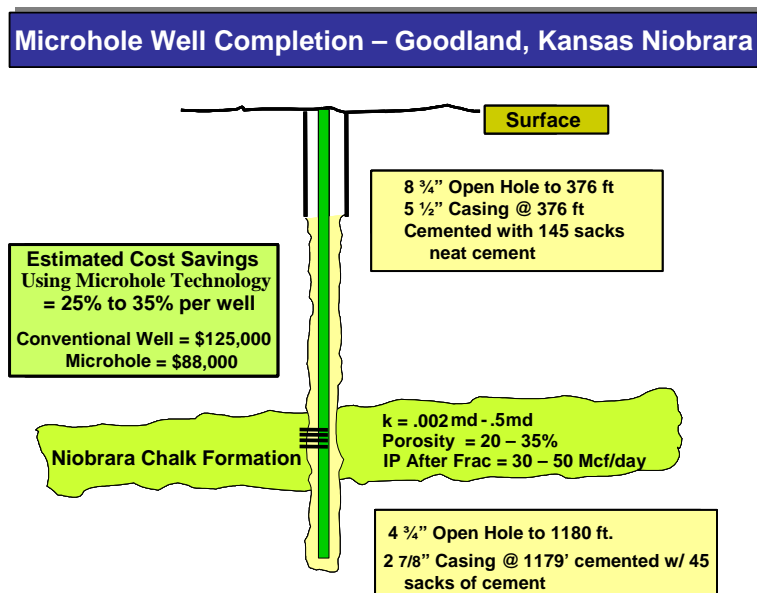 Microhole Well Completion – Goodland, Kansas Niobrara
Surface
8 ¾” Open Hole to 376 ft
5 ½” Casing @ 376 ft
Cemented with 145 sacks
neat cement
Estimated Cost Savings
Using Microhole Technology
= 25% to 35% per well
Conventional Well = $125,000
Microhole = $88,000
k = .002 md - .5md
Porosity = 20 – 35%
IP After Frac = 30 – 50 Mcf/day
Niobrara Chalk Formation
4 ¾” Open Hole to 1180 ft.
2 7/8” Casing @ 1179’ cemented w/ 45
sacks of cement